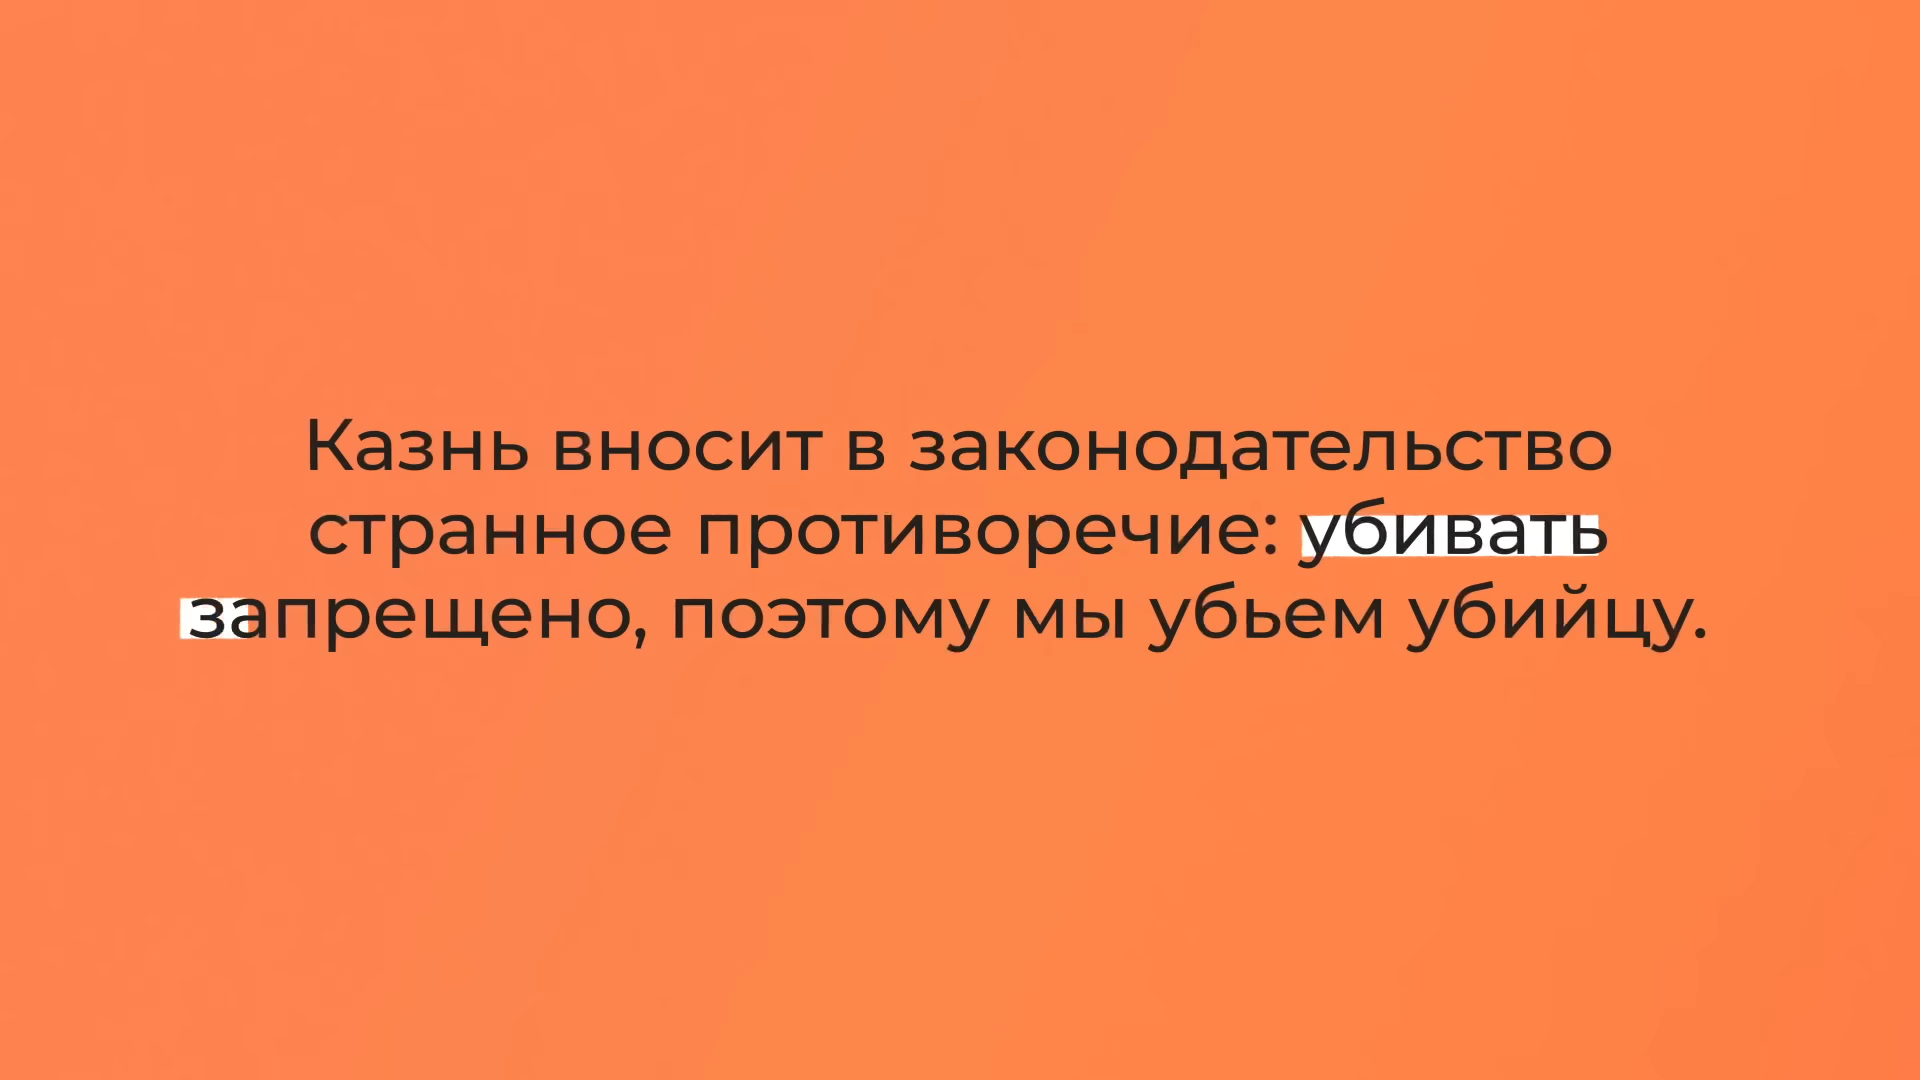 Казнь вносит в законодательство
странное противоречие: убивать
запрещено, поэтому мы убьем убийцу.